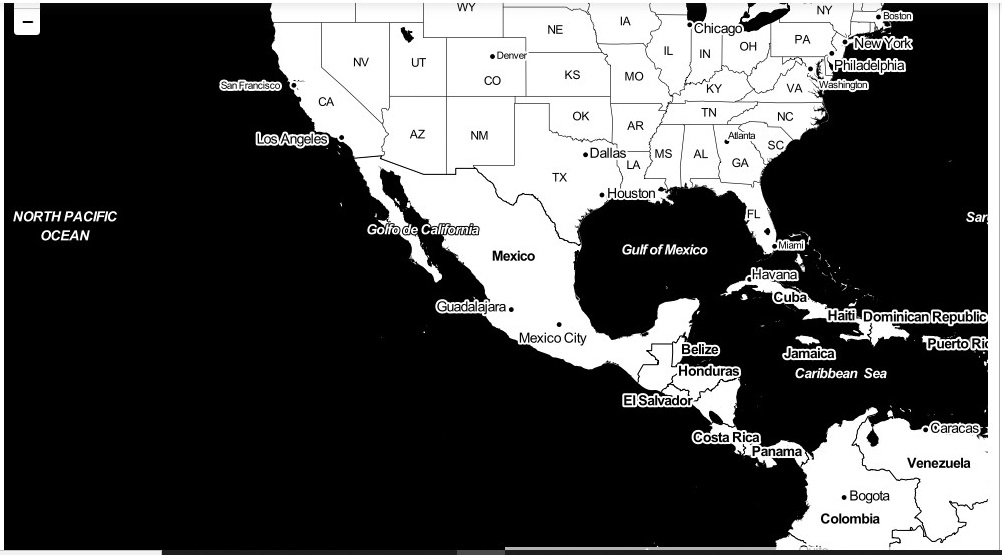 −
WY
NY
Boston
NE
IA
Chicago
PA
New York
NV
UT
Denver
IL
IN
OH
Philadelphia
San Francisco
CO
KS
MO
KY
VA
Washington
CA
OK
TN
NC
Los Angeles
AZ
NM
AR
Atlanta
SC
Dallas
LA
MS
AL
GA
TX
Houston
NORTH PACIFIC
OCEAN
FL
Golfo de California
Gulf of Mexico
Miami
Mexico
Havana
Cuba
Guadalajara
Haiti
Dominican Republic
Mexico City
Belize
Jamaica
Honduras
Caribbean Sea
El Salvador
Costa Rica
Caracas
Panama
Venezuela
Bogota
Colombia